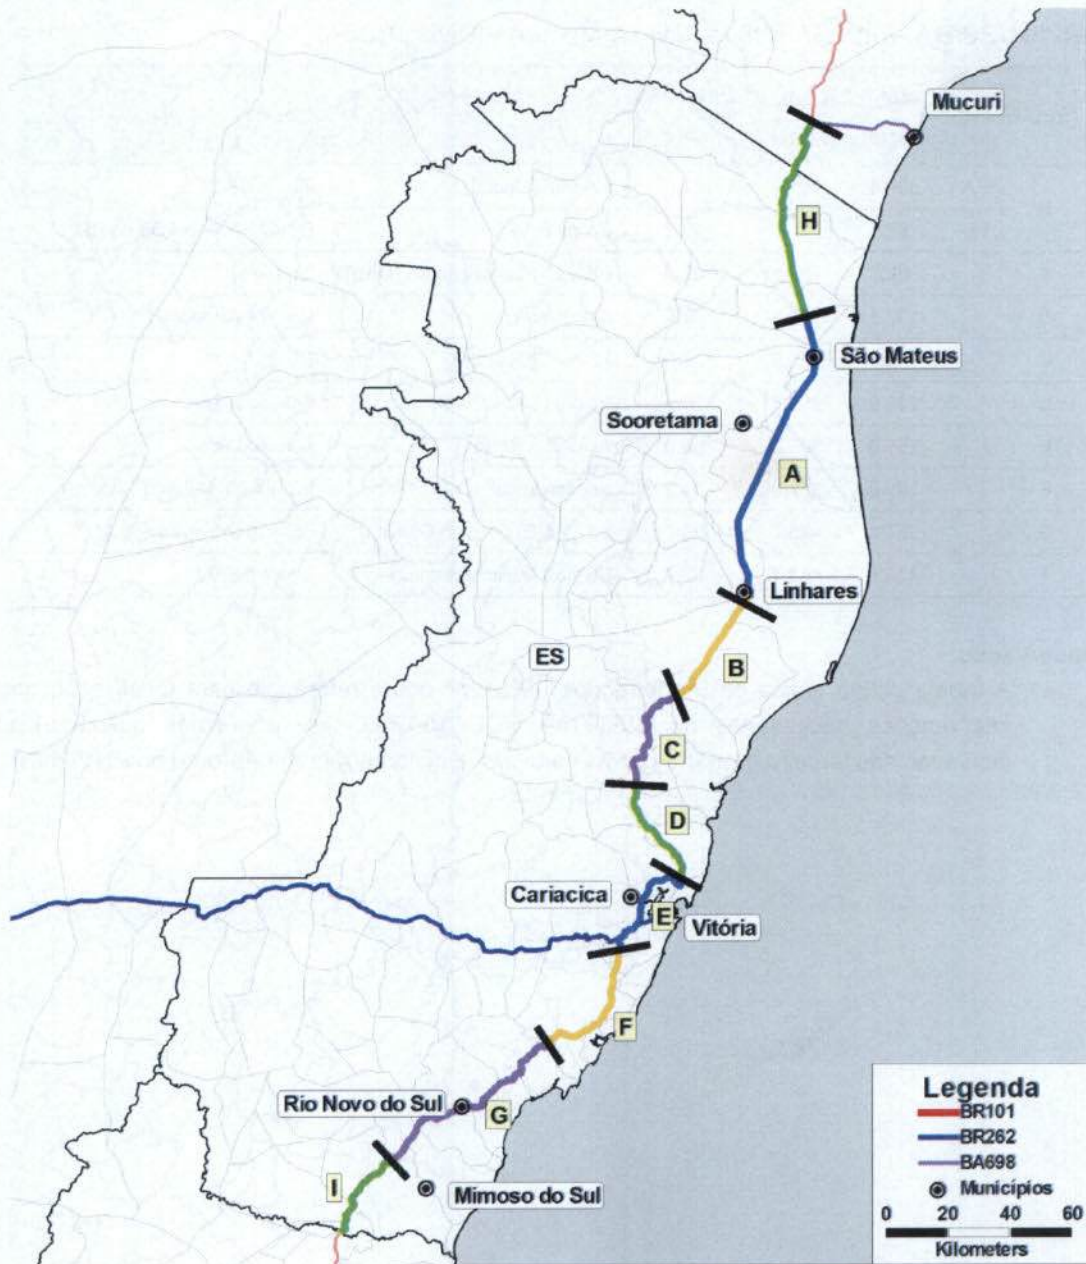 Mucuri
H
São Mateus
Sooretama
A
Linhares
ES
B
C
D
Cariacica
E
Vitória
F
Rio Novo do Sul
G
I
Mimoso do Sul
Legenda
BR101
BR262
BA698
Municípios
0 20 40 60
Kilometers